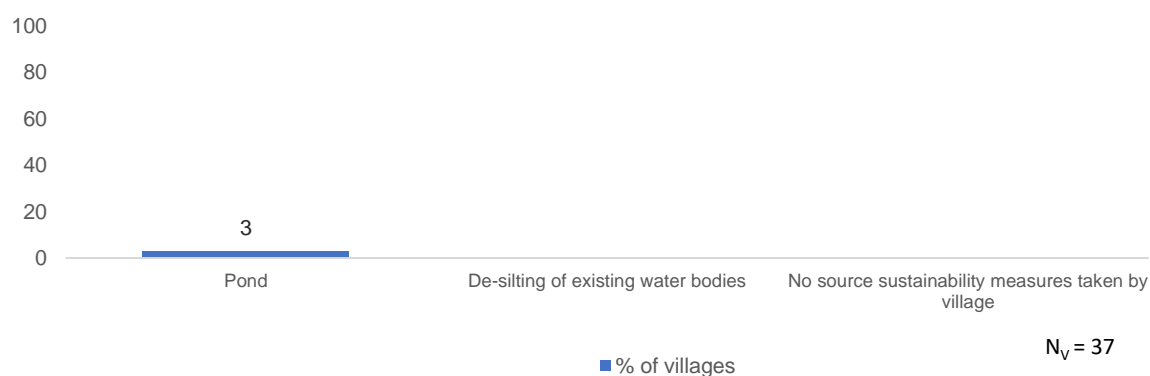 100
80
60
40
20
0
3
Pond
De-silting of existing water bodies
No source sustainability measures taken by
village
% of villages
NV = 37